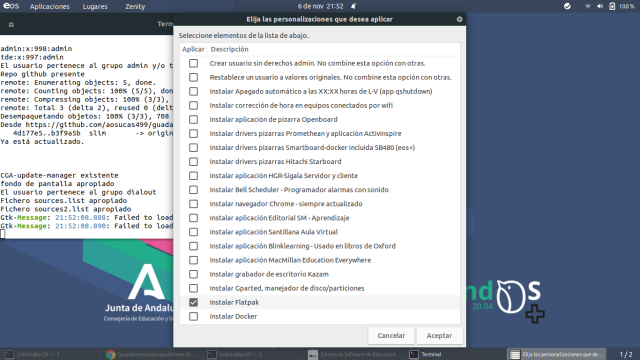 eos Aplicaciones Lugares Zenity
6 de nov 21:52
100 %
Term
admin:x:998:admin
tde:x:997:admin
El usuario pertenece al grupo admin y/o t
Repo github presente
remote: Enumerating objects: 5, done.
remote: Counting objects: 100% (5/5), don
remote: Compressing objects: 100% (3/3),
remote: Total 3 (delta 2), reused 0 (delt
Desempaquetando objetos: 100% (3/3), 708
Desde https://github.com/aosucas499/guada
4d177e5..b3f9a5b slim -> origin
Ya está actualizado.
CGA-update-manager existente
fondo de pantalla apropiado
El usuario pertenece al grupo dialout
Fichero sources.list apropiado
Fichero sources2.list apropiado
Gtk-Message: 21:52:08.888: Failed to load
Gtk-Message: 21:52:08.890: Failed to load
Elija las personalizaciones que desea aplicar
Seleccione elementos de la lista de abajo.
Aplicar Descripción
Crear usuario sin derechos admin. No combine esta opción con otras.
Restablece un usuario a valores originales. No combine esta opción con otras.
Instalar Apagado automático a las XX:XX horas de L-V (app qshutdown)
Instalar corrección de hora en equipos conectados por wifi
Instalar aplicación de pizarra Openboard
Instalar drivers pizarras Promethean y aplicación ActivInspire
Instalar drivers pizarras Smartboard-docker incluida SB480 (eos+)
Instalar drivers pizarras Hitachi Starboard
Instalar aplicación HGR-Sigala Servidor y cliente
Instalar Bell Scheduler - Programador alarmas con sonido
Instalar navegador Chrome - siempre actualizado
Instalar aplicación Editorial SM - Aprendizaje
Instalar aplicación Santillana Aula Virtual
Instalar aplicación Blinklearning - Usado en libros de Oxford
Instalar aplicación MacMillan Education Everywhere
Instalar grabador de escritorio Kazam
Instalar Gparted, manejador de disco/particiones
Instalar Flatpak
Instalar Docker
Cancelar Aceptar
Junta de Andaluc
Consejería de Educación y D
20.04
Terminal
Elija las personalizaciones que de...
1 / 2